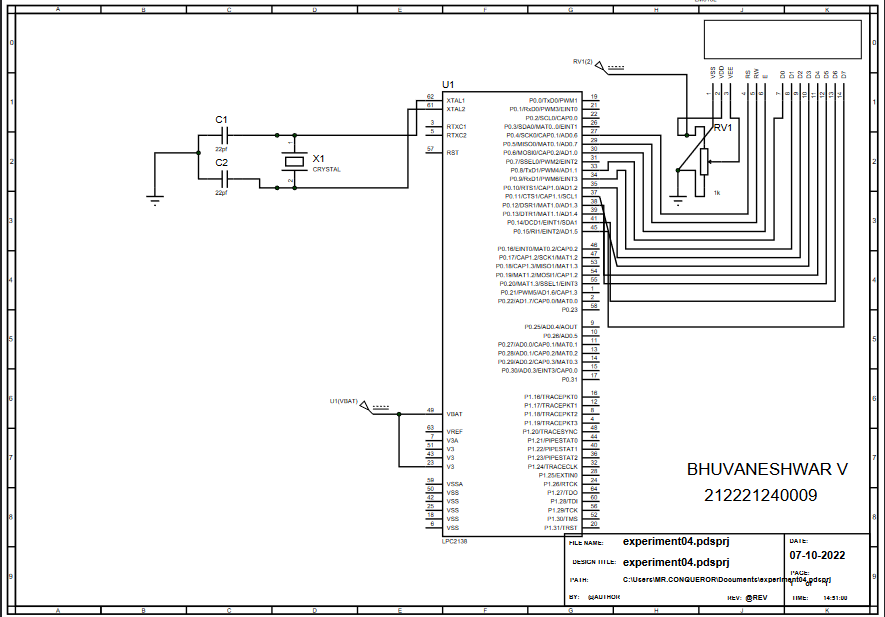 A B C D E F G H J K
0 1 2 3 4 5 6 7 8 9
RV1(2)
VSS VDD VEE RS RW E D0 D1 D2 D3 D4 D5 D6 D7
1 2 3 4 5 6 7 8 9 10 11 12 13 14
RV1
1k
C1
22pf
C2
22pf
X1
CRYSTAL
1
2
U1
62 XTAL1
61 XTAL2
3 RTXC1
5 RTXC2
57 RST
U1(VBAT)
49 VBAT
63 VREF
7 V3A
51 V3
43 V3
23 V3
59 VSSA
50 VSS
42 VSS
25 VSS
18 VSS
6 VSS
P0.0/TxD0/PWM1 19
P0.1/RxD0/PWM3/EINT0 21
P0.2/SCL0/CAP0.0 22
P0.3/SDA0/MAT0..0/EINT1 26
P0.4/SCK0/CAP0.1/AD0.6 27
P0.5/MISO0/MAT0.1/AD0.7 29
P0.6/MOSI0/CAP0.2/AD1.0 30
P0.7/SSEL0/PWM2/EINT2 31
P0.8/TxD1/PWM4/AD1.1 33
P0.9/RxD1/PWM6/EINT3 34
P0.10/RTS1/CAP1.0/AD1.2 35
P0.11/CTS1/CAP1.1/SCL1 37
P0.12/DSR1/MAT1.0/AD1.3 38
P0.13/DTR1/MAT1.1/AD1.4 39
P0.14/DCD1/EINT1/SDA1 41
P0.15/RI1/EINT2/AD1.5 45
P0.16/EINT0/MAT0.2/CAP0.2 46
P0.17/CAP1.2/SCK1/MAT1.2 47
P0.18/CAP1.3/MISO1/MAT1.3 53
P0.19/MAT1.2/MOSI1/CAP1.2 54
P0.20/MAT1.3/SSEL1/EINT3 55
P0.21/PWM5/AD1.6/CAP1.3 1
P0.22/AD1.7/CAP0.0/MAT0.0 2
P0.23 58
P0.25/AD0.4/AOUT 9
P0.26/AD0.5 10
P0.27/AD0.0/CAP0.1/MAT0.1 11
P0.28/AD0.1/CAP0.2/MAT0.2 13
P0.29/AD0.2/CAP0.3/MAT0.3 14
P0.30/AD0.3/EINT3/CAP0.0 15
P0.31 17
P1.16/TRACEPKT0 16
P1.17/TRACEPKT1 12
P1.18/TRACEPKT2 8
P1.19/TRACEPKT3 4
P1.20/TRACESYNC 48
P1.21/PIPESTAT0 44
P1.22/PIPESTAT1 40
P1.23/PIPESTAT2 36
P1.24/TRACECLK 32
P1.25/EXTIN0 28
P1.26/RTCK 24
P1.27/TDO 64
P1.28/TDI 60
P1.29/TCK 56
P1.30/TMS 52
P1.31/TRST 20
LPC2138
BHUVANESHWAR V
212221240009
FILE NAME: experiment04.pdsprj
DESIGN TITLE: experiment04.pdsprj
PATH: C:\Users\MR.CONQUEROR\Documents\experiment04.pdsprj
BY: @AUTHOR
REV: @REV
DATE:
07-10-2022
PAGE:
1 of 1
TIME: 14:51:00
A B C D E F G H J K